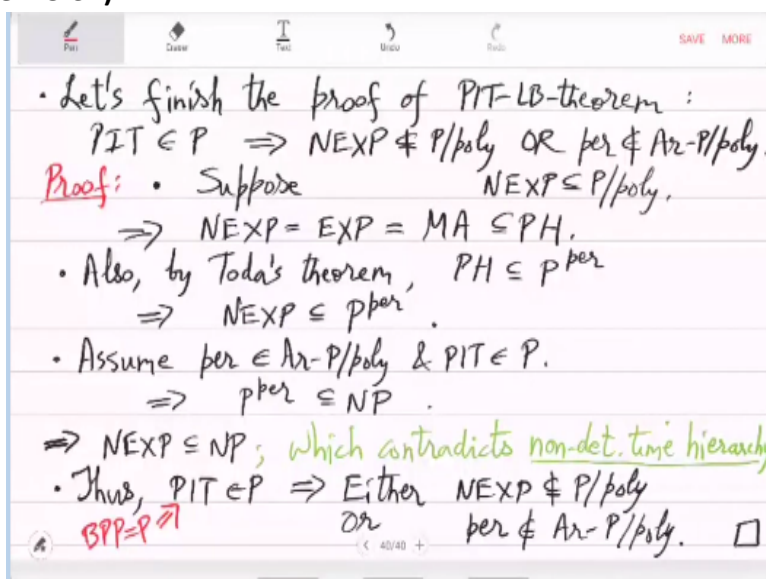 Pen Eraser Text Undo Redo SAVE MORE
· Let's finish the proof of PIT-LB-theorem :
PIT ∈ P ⇒ NEXP ⊄ P/poly OR per ∉ Ar-P/poly.
Proof: · Suppose NEXP ⊆ P/poly.
⇒ NEXP = EXP = MA ⊆ PH.
· Also, by Toda's theorem, PH ⊆ P^per
⇒ NEXP ⊆ P^per.
· Assume per ∈ Ar-P/poly & PIT ∈ P.
⇒ P^per ⊆ NP .
⇒ NEXP ⊆ NP ; which contradicts non-det. time hierarchy
· Thus, PIT ∈ P ⇒ Either NEXP ⊄ P/poly
BPP=P ⇒ or per ∉ Ar-P/poly. □
< 40/40 +